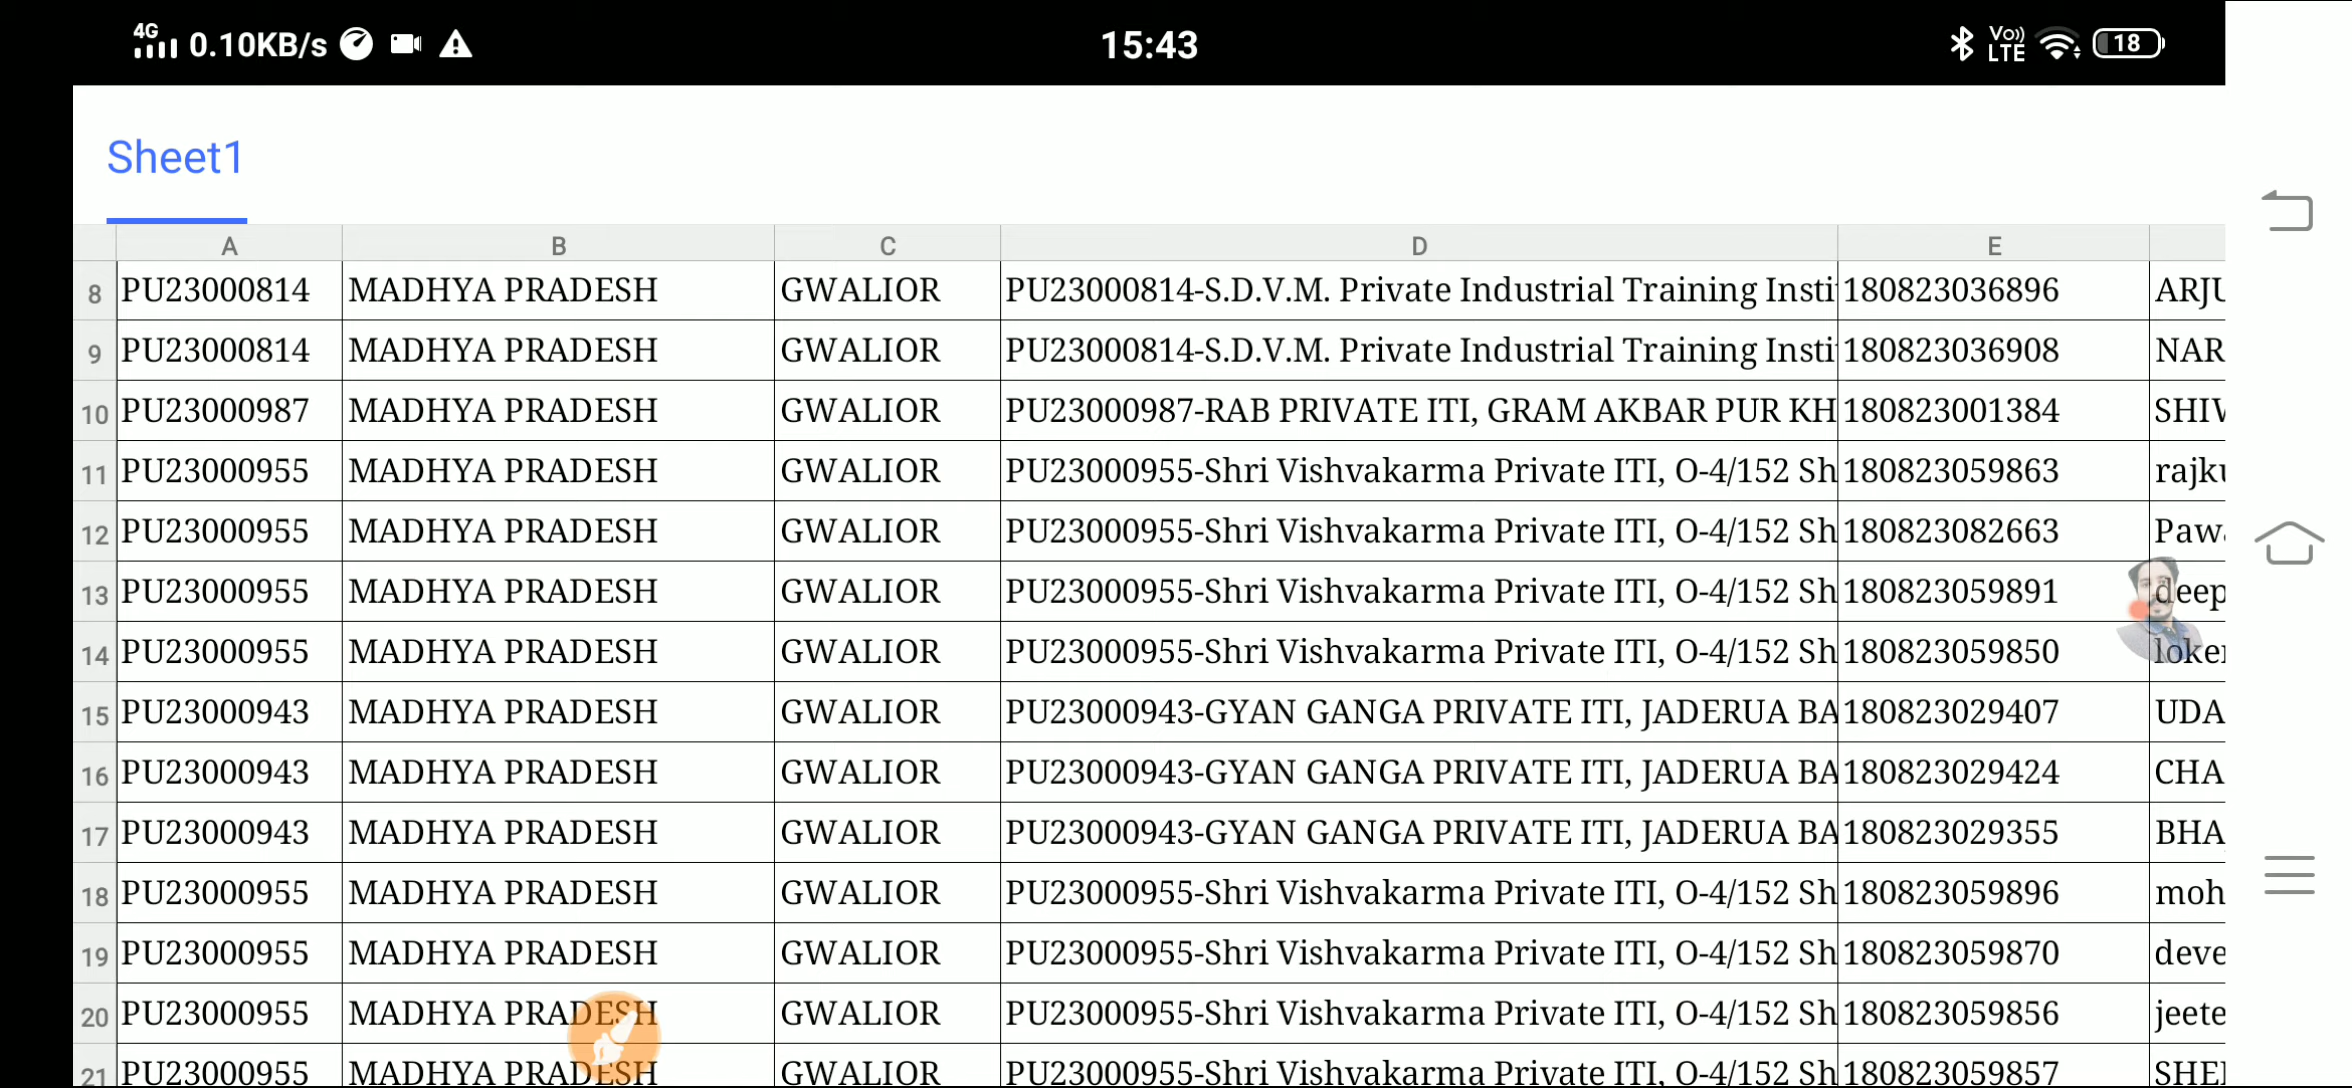 4G 0.10KB/s 15:43 Vo)) LTE 18
Sheet1
A B C D E
8 PU23000814 MADHYA PRADESH GWALIOR PU23000814-S.D.V.M. Private Industrial Training Insti 180823036896 ARJU
9 PU23000814 MADHYA PRADESH GWALIOR PU23000814-S.D.V.M. Private Industrial Training Insti 180823036908 NAR
10 PU23000987 MADHYA PRADESH GWALIOR PU23000987-RAB PRIVATE ITI, GRAM AKBAR PUR KH 180823001384 SHIV
11 PU23000955 MADHYA PRADESH GWALIOR PU23000955-Shri Vishvakarma Private ITI, O-4/152 Sh 180823059863 rajku
12 PU23000955 MADHYA PRADESH GWALIOR PU23000955-Shri Vishvakarma Private ITI, O-4/152 Sh 180823082663 Pawa
13 PU23000955 MADHYA PRADESH GWALIOR PU23000955-Shri Vishvakarma Private ITI, O-4/152 Sh 180823059891 deep
14 PU23000955 MADHYA PRADESH GWALIOR PU23000955-Shri Vishvakarma Private ITI, O-4/152 Sh 180823059850 loken
15 PU23000943 MADHYA PRADESH GWALIOR PU23000943-GYAN GANGA PRIVATE ITI, JADERUA BA 180823029407 UDA
16 PU23000943 MADHYA PRADESH GWALIOR PU23000943-GYAN GANGA PRIVATE ITI, JADERUA BA 180823029424 CHA
17 PU23000943 MADHYA PRADESH GWALIOR PU23000943-GYAN GANGA PRIVATE ITI, JADERUA BA 180823029355 BHA
18 PU23000955 MADHYA PRADESH GWALIOR PU23000955-Shri Vishvakarma Private ITI, O-4/152 Sh 180823059896 moh
19 PU23000955 MADHYA PRADESH GWALIOR PU23000955-Shri Vishvakarma Private ITI, O-4/152 Sh 180823059870 deve
20 PU23000955 MADHYA PRADESH GWALIOR PU23000955-Shri Vishvakarma Private ITI, O-4/152 Sh 180823059856 jeete
21 PU23000955 MADHYA PRADESH GWALIOR PU23000955-Shri Vishvakarma Private ITI, O-4/152 Sh 180823059857 SHE